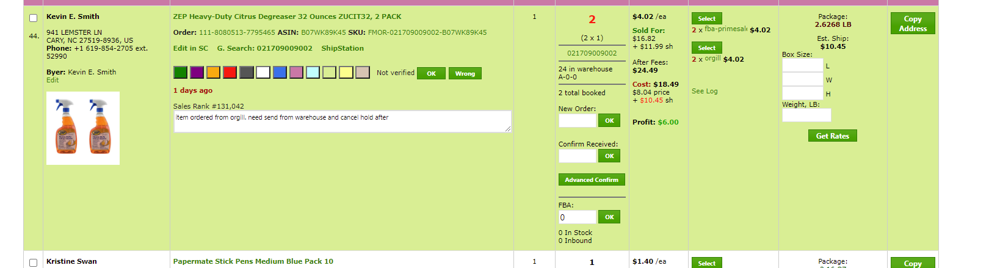 Kevin E. Smith
44.
941 LEMSTER LN
CARY, NC 27519-8936, US
Phone: +1 619-854-2705 ext.
52990
Byer: Kevin E. Smith
Edit
ZEP Heavy-Duty Citrus Degreaser 32 Ounces ZUCIT32, 2 PACK
Order: 111-8080513-7795465 ASIN: B07WK89K45 SKU: FMOR-021709009002-B07WK89K45
Edit in SC G. Search: 021709009002 ShipStation
Not verified OK Wrong
1 days ago
Sales Rank #131,042
item ordered from orgill. need send from warehouse and cancel hold after
1
2
(2 x 1)
021709009002
24 in warehouse
A-0-0
2 total booked
New Order:
OK
Confirm Received:
OK
Advanced Confirm
FBA:
0 OK
0 In Stock
0 Inbound
$4.02 /ea
Sold For:
$16.82
+ $11.99 sh
After Fees:
$24.49
Cost: $18.49
$8.04 price
+ $10.45 sh
Profit: $6.00
Select
2 x fba-primesale $4.02
Select
2 x orgill $4.02
See Log
Package:
2.6268 LB
Est. Ship:
$10.45
Box Size:
L
W
H
Weight, LB:
Get Rates
Copy
Address
Kristine Swan
Papermate Stick Pens Medium Blue Pack 10
1
1
$1.40 /ea
Select
Package:
Copy